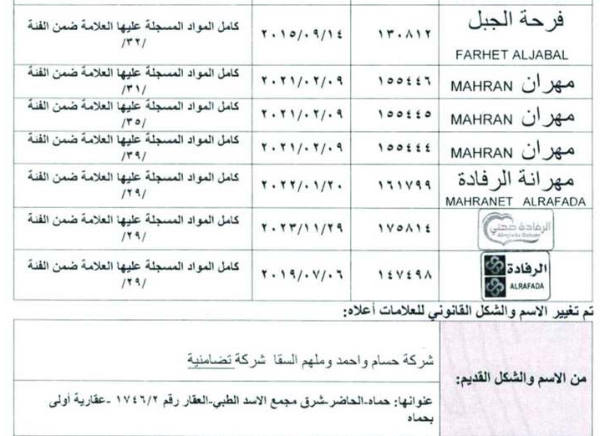 فرحة الجبل ١٣٠٨١٢ ٢٠١٥/٠٩/١٤ كامل المواد المسجلة عليها العلامة ضمن الفئة
/٣٢/
FARHET ALJABAL
مهران MAHRAN ١٥٥٤٤٦ ٢٠٢١/٠٢/٠٩ كامل المواد المسجلة عليها العلامة ضمن الفئة
/٣١/
مهران MAHRAN ١٥٥٤٤٥ ٢٠٢١/٠٢/٠٩ كامل المواد المسجلة عليها العلامة ضمن الفئة
/٣٥/
مهران MAHRAN ١٥٥٤٤٤ ٢٠٢١/٠٢/٠٩ كامل المواد المسجلة عليها العلامة ضمن الفئة
/٣٩/
مهرانة الرفادة ١٦١٧٩٩ ٢٠٢٢/٠١/٢٠ كامل المواد المسجلة عليها العلامة ضمن الفئة
/٢٩/
MAHRANET ALRAFADA
الرفادة صحتي ١٧٥٨١٤ ٢٠٢٣/١١/٢٩ كامل المواد المسجلة عليها العلامة ضمن الفئة
/٢٩/
الرفادة ١٤٧٤٩٨ ٢٠١٩/٠٧/٠٦ كامل المواد المسجلة عليها العلامة ضمن الفئة
/٢٩/
ALRAFADA
تم تغيير الاسم والشكل القانوني للعلامات أعلاه:
من الاسم والشكل القديم:
شركة حسام واحمد وملهم السقا شركة تضامنية
عنوانها: حماه-الحاضر-شرق مجمع الاسد الطبي-العقار رقم ١٧٤٦/٢ -عقارية أولى
بحماه